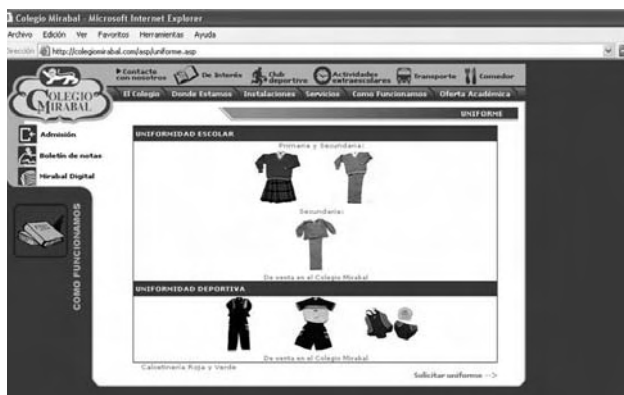 Colegio Mirabal - Microsoft Internet Explorer
Archivo Edición Ver Favoritos Herramientas Ayuda
Dirección http://colegiomirabal.com/asp/uniforme.asp
COLEGIO MIRABAL
Contacte con nosotros De Interés Club deportivo Actividades extraescolares Transporte Comedor
El Colegio Donde Estamos Instalaciones Servicios Como Funcionamos Oferta Académica
UNIFORME
Admisión
Boletín de notas
Mirabal Digital
COMO FUNCIONAMOS
UNIFORMIDAD ESCOLAR
Primaria y Secundaria:
Secundaria:
De venta en el Colegio Mirabal
UNIFORMIDAD DEPORTIVA
De venta en el Colegio Mirabal
Calcetinería Roja y Verde
Solicitar uniforme -->